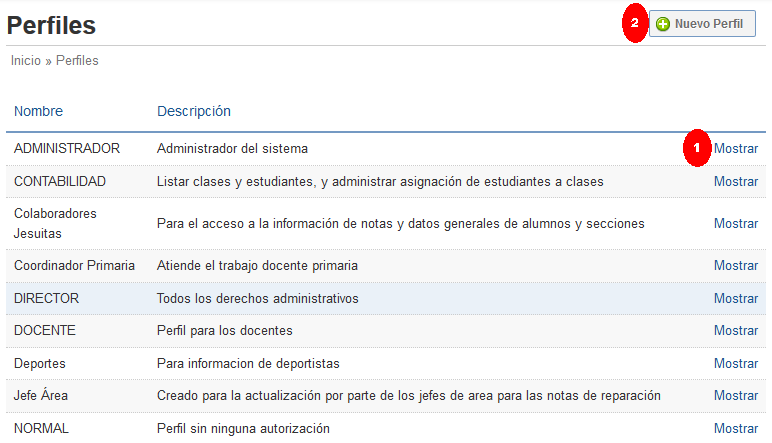 Perfiles
2
Nuevo Perfil
Inicio » Perfiles
Nombre Descripción
ADMINISTRADOR Administrador del sistema 1 Mostrar
CONTABILIDAD Listar clases y estudiantes, y administrar asignación de estudiantes a clases Mostrar
Colaboradores
Jesuitas Para el acceso a la información de notas y datos generales de alumnos y secciones Mostrar
Coordinador Primaria Atiende el trabajo docente primaria Mostrar
DIRECTOR Todos los derechos administrativos Mostrar
DOCENTE Perfil para los docentes Mostrar
Deportes Para informacion de deportistas Mostrar
Jefe Área Creado para la actualización por parte de los jefes de area para las notas de reparación Mostrar
NORMAL Perfil sin ninguna autorización Mostrar